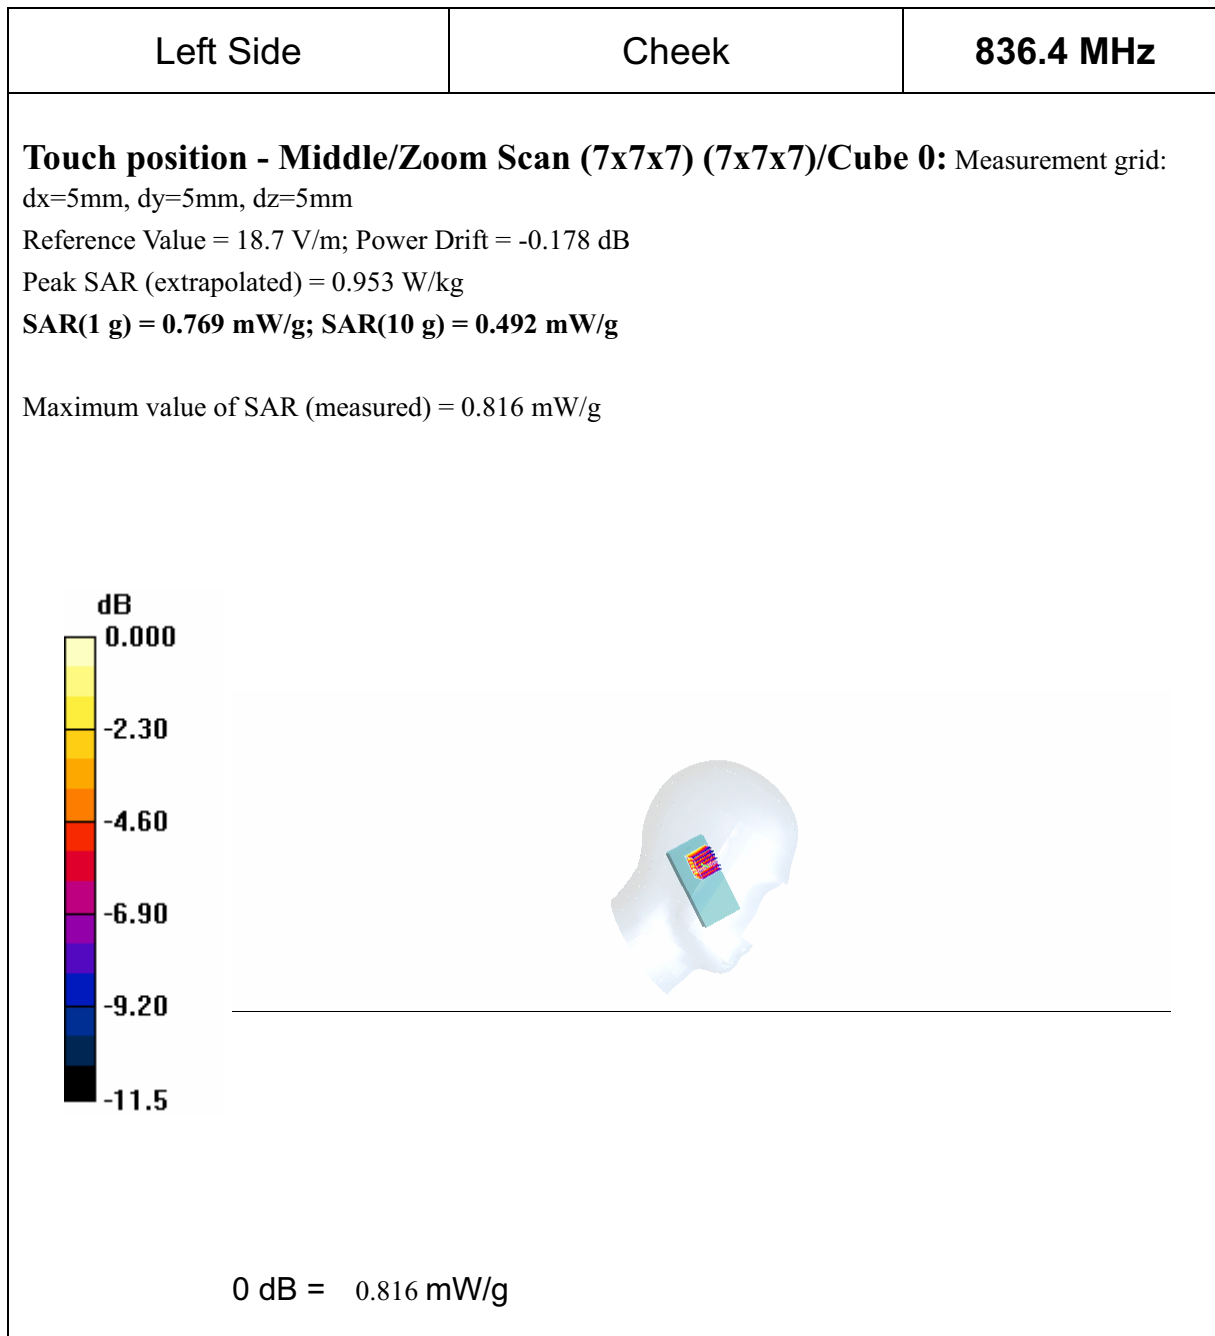 Left Side Cheek 836.4 MHz
Touch position - Middle/Zoom Scan (7x7x7) (7x7x7)/Cube 0: Measurement grid:
dx=5mm, dy=5mm, dz=5mm
Reference Value = 18.7 V/m; Power Drift = -0.178 dB
Peak SAR (extrapolated) = 0.953 W/kg
SAR(1 g) = 0.769 mW/g; SAR(10 g) = 0.492 mW/g
Maximum value of SAR (measured) = 0.816 mW/g
dB
0.000
-2.30
-4.60
-6.90
-9.20
-11.5
0 dB = 0.816 mW/g